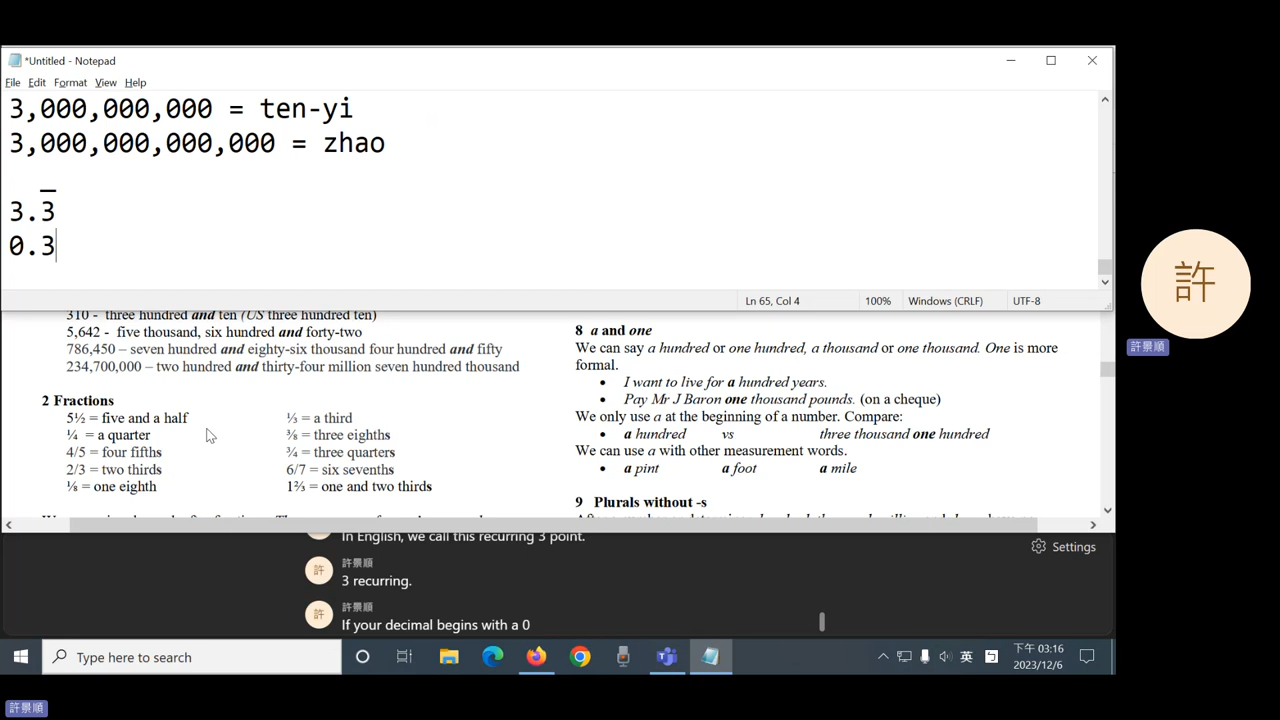 *Untitled - Notepad
File Edit Format View Help
3,000,000,000 = ten-yi
3,000,000,000,000 = zhao
_
3.3
0.3
Ln 65, Col 4 100% Windows (CRLF) UTF-8
310 - three hundred and ten (US three hundred ten)
5,642 - five thousand, six hundred and forty-two
786,450 – seven hundred and eighty-six thousand four hundred and fifty
234,700,000 – two hundred and thirty-four million seven hundred thousand
2 Fractions
5½ = five and a half ⅓ = a third
¼ = a quarter ⅜ = three eighths
4/5 = four fifths ¾ = three quarters
2/3 = two thirds 6/7 = six sevenths
⅛ = one eighth 1⅔ = one and two thirds
8 a and one
We can say a hundred or one hundred, a thousand or one thousand. One is more
formal.
• I want to live for a hundred years.
• Pay Mr J Baron one thousand pounds. (on a cheque)
We only use a at the beginning of a number. Compare:
• a hundred vs three thousand one hundred
We can use a with other measurement words.
• a pint a foot a mile
9 Plurals without -s
In English, we call this recurring 3 point.
許 許景順
3 recurring.
許 許景順
If your decimal begins with a 0
Settings
許
許景順
Type here to search
英
下午 03:16
2023/12/6
許景順